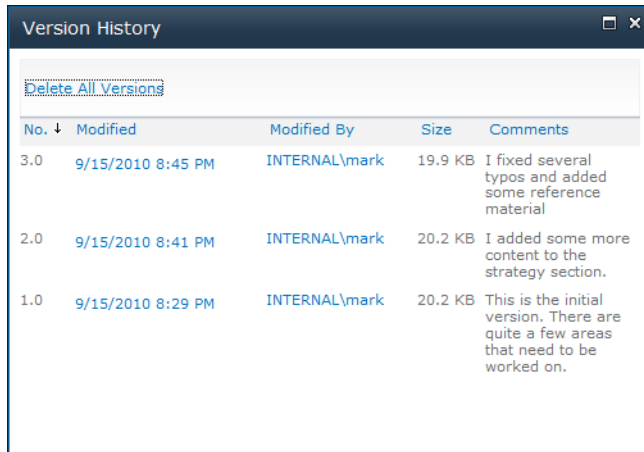 Version History
Delete All Versions
No. ↓ Modified Modified By Size Comments
3.0 9/15/2010 8:45 PM INTERNAL\mark 19.9 KB I fixed several
typos and added
some reference
material
2.0 9/15/2010 8:41 PM INTERNAL\mark 20.2 KB I added some more
content to the
strategy section.
1.0 9/15/2010 8:29 PM INTERNAL\mark 20.2 KB This is the initial
version. There are
quite a few areas
that need to be
worked on.